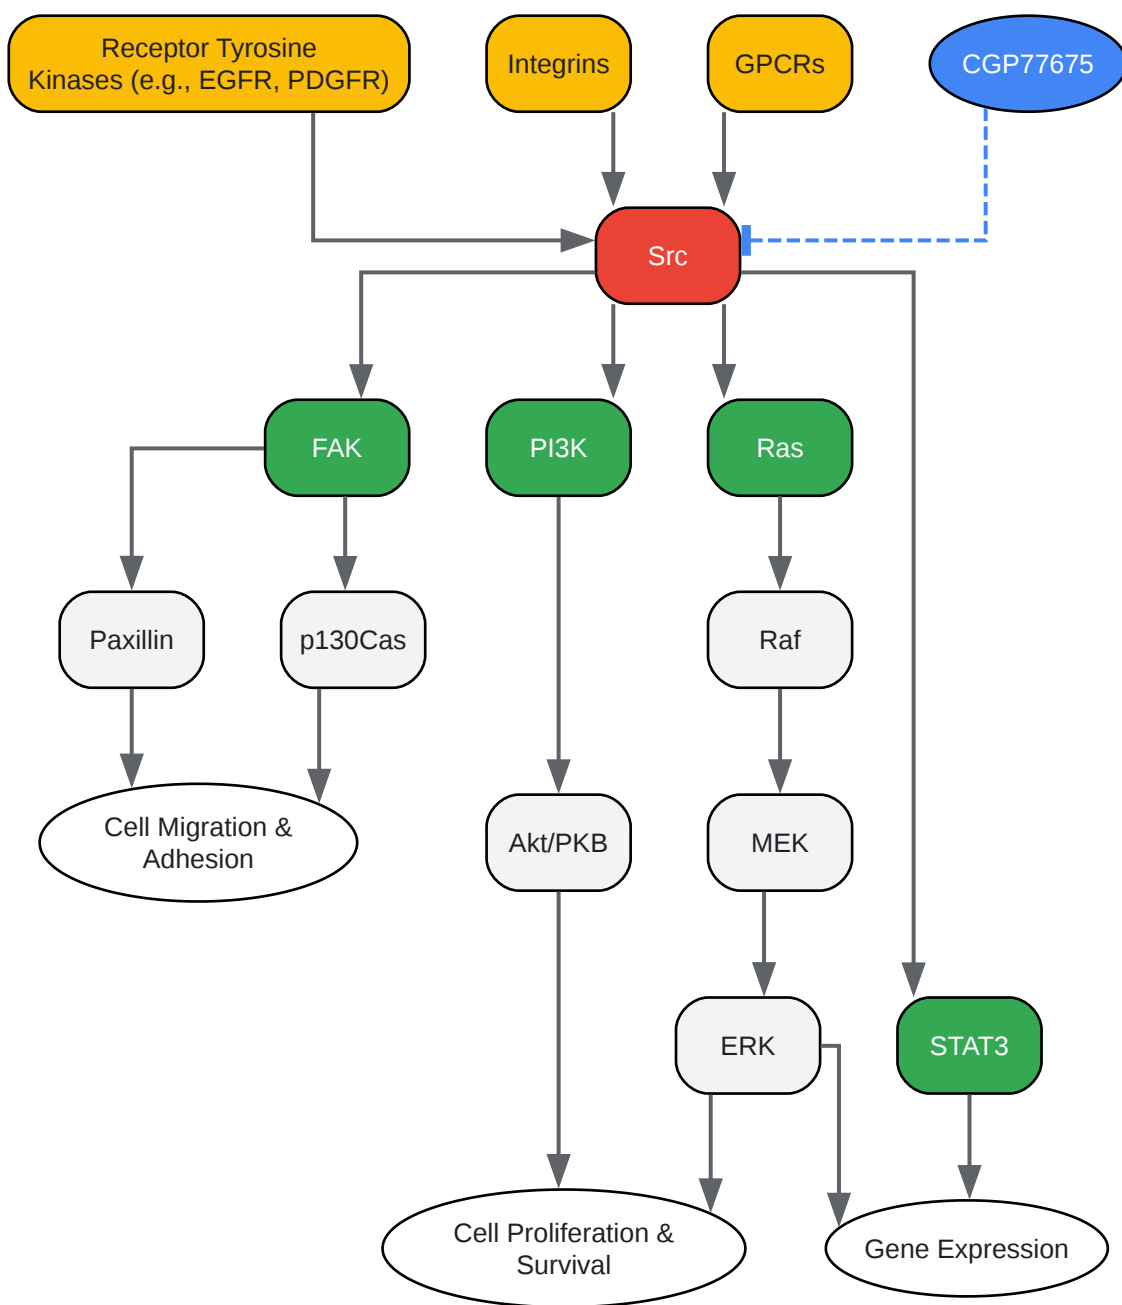 Receptor Tyrosine
Kinases (e.g., EGFR, PDGFR)
Integrins
GPCRs
CGP77675
Src
FAK
PI3K
Ras
Paxillin
p130Cas
Raf
Cell Migration &
Adhesion
Akt/PKB
MEK
ERK
STAT3
Cell Proliferation &
Survival
Gene Expression